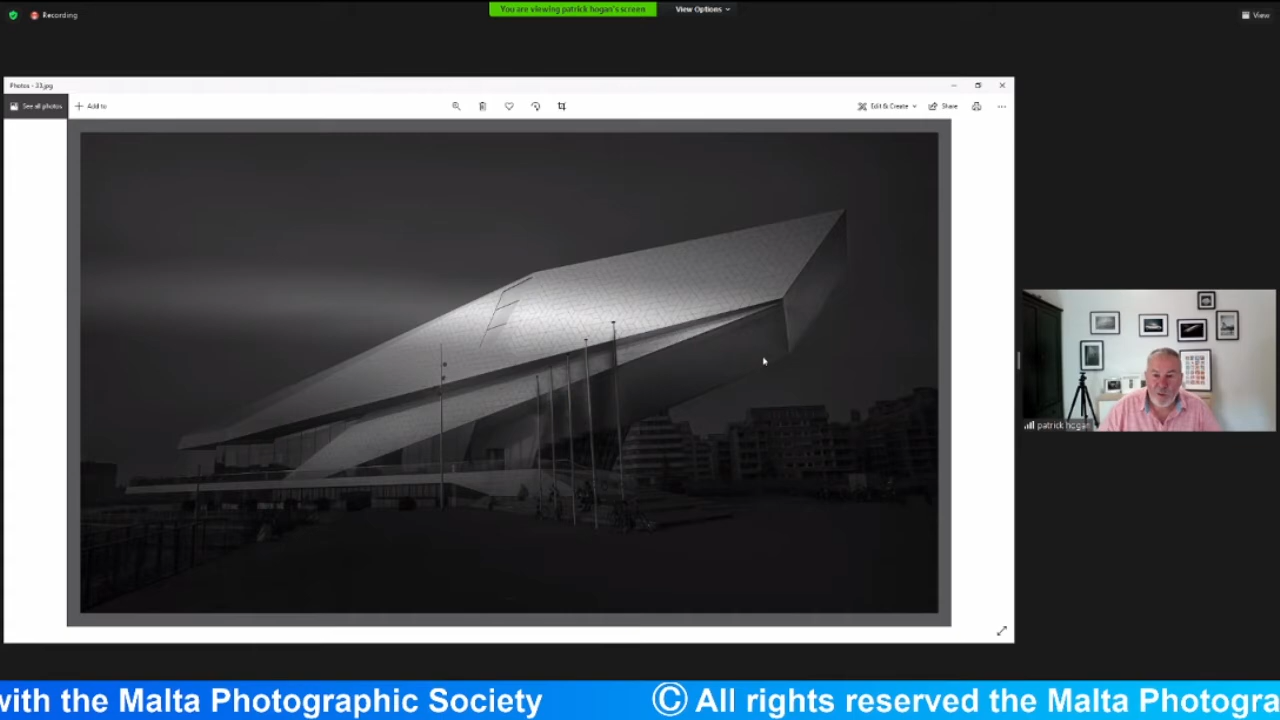 Recording
You are viewing patrick hogan's screen
View Options
View
Photos - 33.jpg
See all photos
Add to
Edit & Create
Share
patrick hogan
with the Malta Photographic Society
© All rights reserved the Malta Photogra